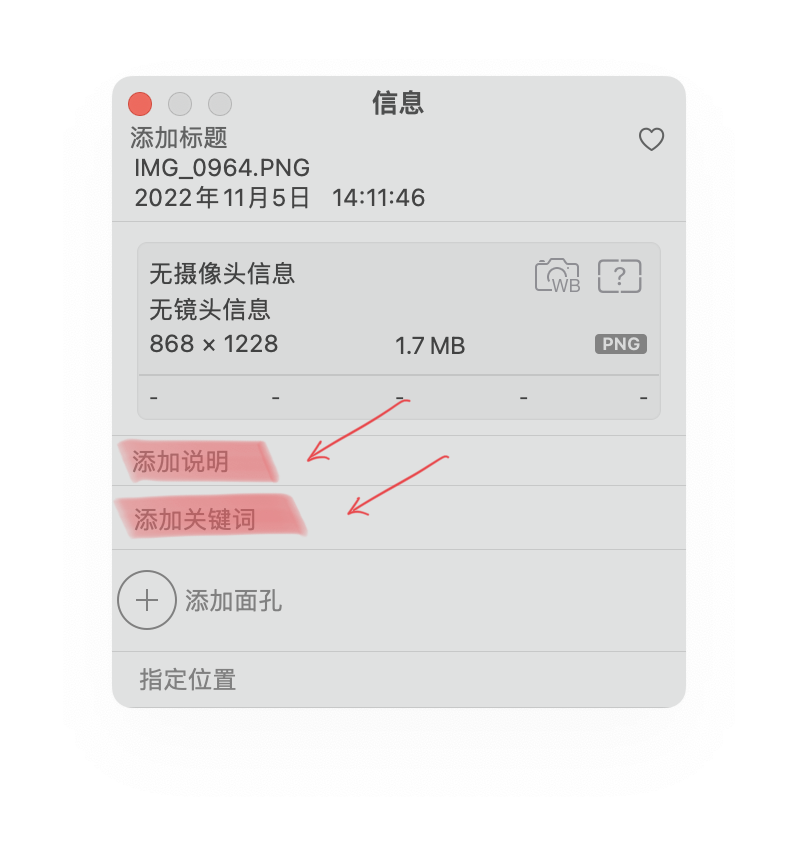 信息
添加标题
IMG_0964.PNG
2022年11月5日 14:11:46
无摄像头信息
WB
?
无镜头信息
868 × 1228 1.7 MB PNG
- - - - -
添加说明
添加关键词
添加面孔
指定位置